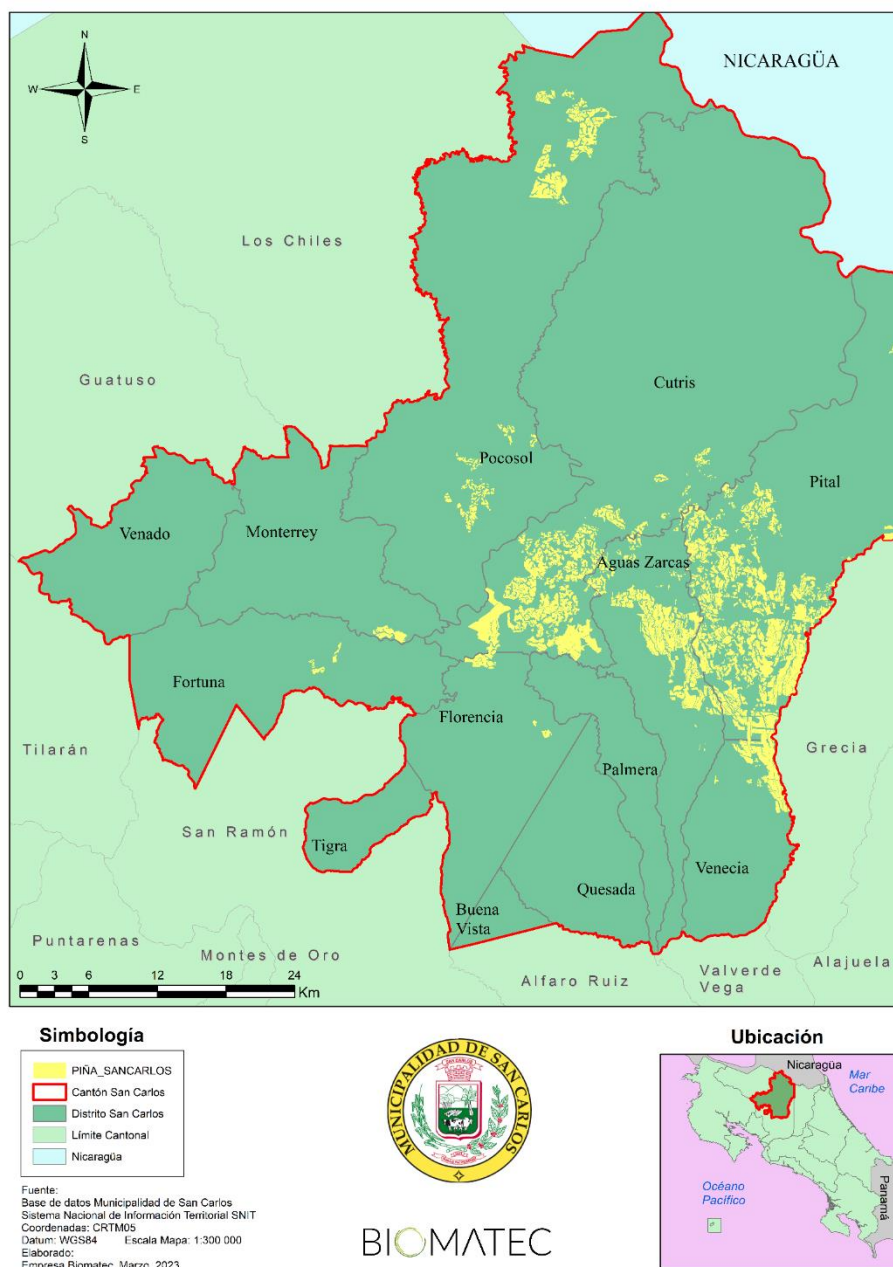 N
W
E
S
NICARAGÜA
Los Chiles
Guatuso
Cutris
Pocosol
Pital
Venado
Monterrey
Aguas Zarcas
Fortuna
Florencia
Tilarán
Palmera
Grecia
San Ramón
Tigra
Venecia
Quesada
Buena
Vista
Puntarenas
Montes de Oro
Alfaro Ruiz
Valverde
Vega
Alajuela
0 3 6 12 18 24
Km
Simbología
PIÑA_SANCARLOS
Cantón San Carlos
Distrito San Carlos
Límite Cantonal
Nicaragüa
Fuente:
Base de datos Municipalidad de San Carlos
Sistema Nacional de Información Territorial SNIT
Coordenadas: CRTM05
Datum: WGS84 Escala Mapa: 1:300 000
Elaborado:
Empresa Biomatec, Marzo, 2023
MUNICIPALIDAD DE SAN CARLOS
BIOMATEC
Ubicación
Nicaragüa
Mar
Caribe
Océano
Pacífico
Panamá